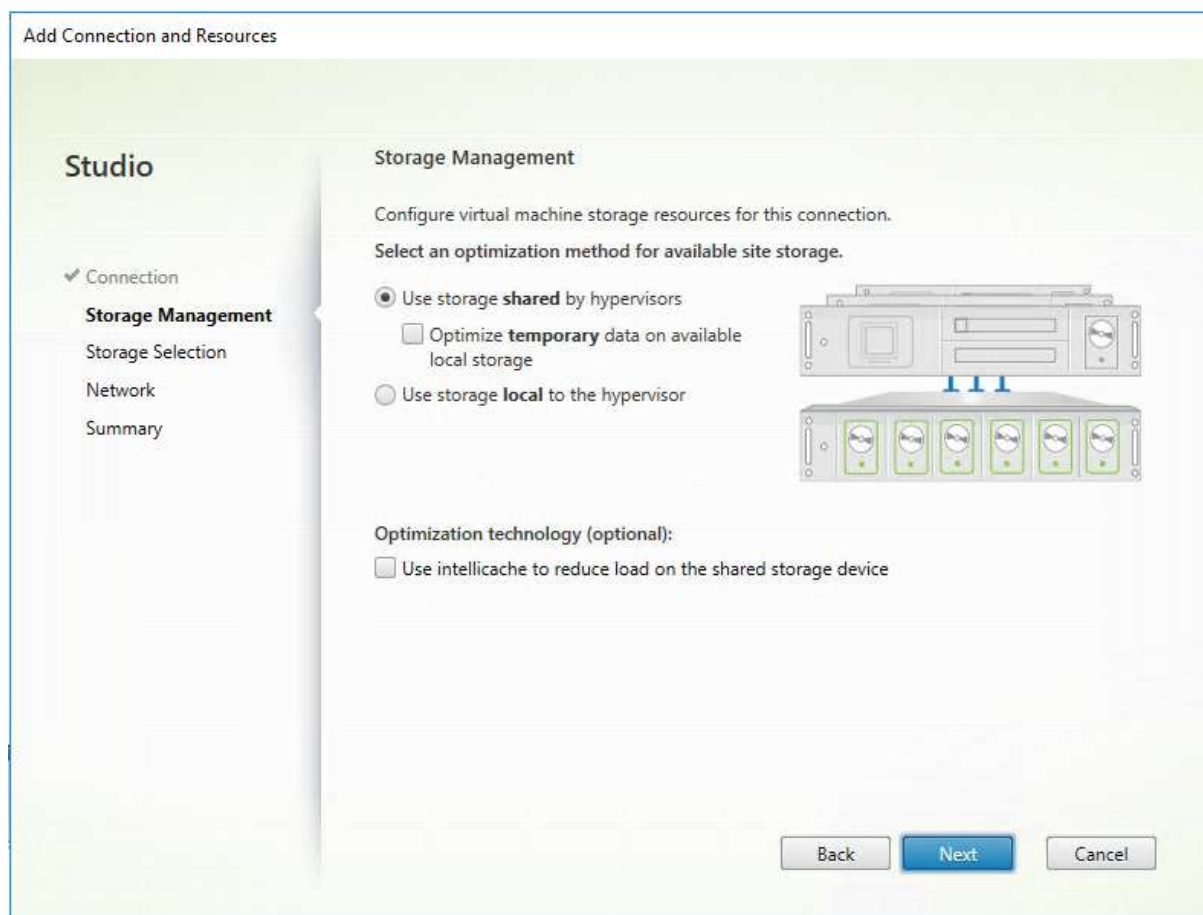 Add Connection and Resources
Studio
✔ Connection
Storage Management
Storage Selection
Network
Summary
Storage Management
Configure virtual machine storage resources for this connection.
Select an optimization method for available site storage.
Use storage shared by hypervisors
Optimize temporary data on available
local storage
Use storage local to the hypervisor
Optimization technology (optional):
Use intellicache to reduce load on the shared storage device
Back
Next
Cancel